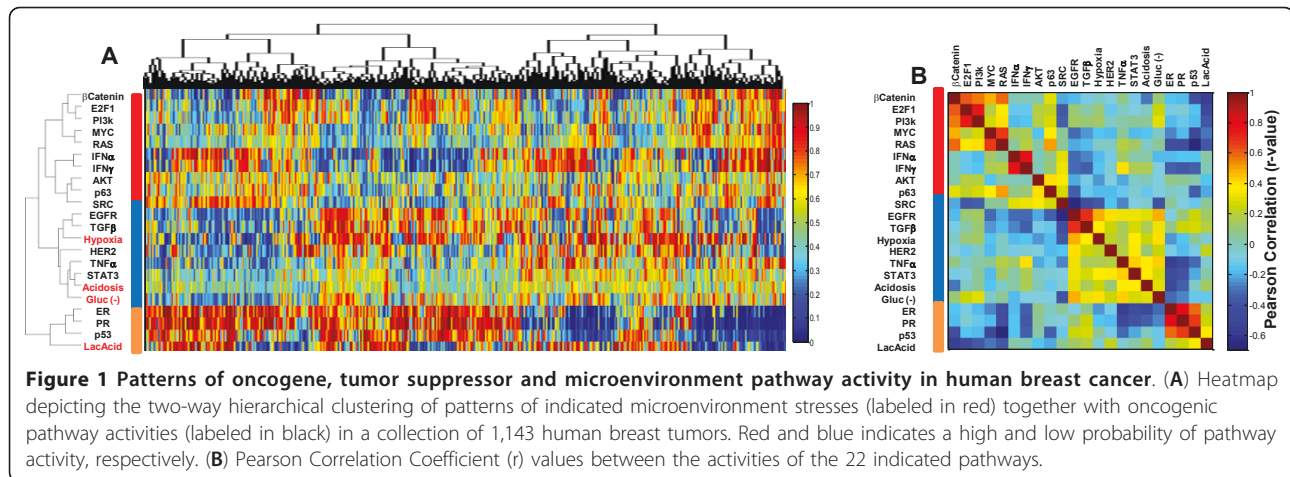 A
βCatenin
E2F1
PI3k
MYC
RAS
IFNα
IFNγ
AKT
p63
SRC
EGFR
TGFβ
Hypoxia
HER2
TNFα
STAT3
Acidosis
Gluc (-)
ER
PR
p53
LacAcid
1
0.9
0.8
0.7
0.6
0.5
0.4
0.3
0.2
0.1
0
B
βCatenin
E2F1
PI3k
MYC
RAS
IFNα
IFNγ
AKT
p63
SRC
EGFR
TGFβ
Hypoxia
HER2
TNFα
STAT3
Acidosis
Gluc (-)
ER
PR
p53
LacAcid
βCatenin
E2F1
PI3k
MYC
RAS
IFNα
IFNγ
AKT
p63
SRC
EGFR
TGFβ
Hypoxia
HER2
TNFα
STAT3
Acidosis
Gluc (-)
ER
PR
p53
LacAcid
1
0.8
0.6
0.4
0.2
0
-0.2
-0.4
-0.6
Pearson Correlation (r-value)
Figure 1 Patterns of oncogene, tumor suppressor and microenvironment pathway activity in human breast cancer. (A) Heatmap
depicting the two-way hierarchical clustering of patterns of indicated microenvironment stresses (labeled in red) together with oncogenic
pathway activities (labeled in black) in a collection of 1,143 human breast tumors. Red and blue indicates a high and low probability of pathway
activity, respectively. (B) Pearson Correlation Coefficient (r) values between the activities of the 22 indicated pathways.